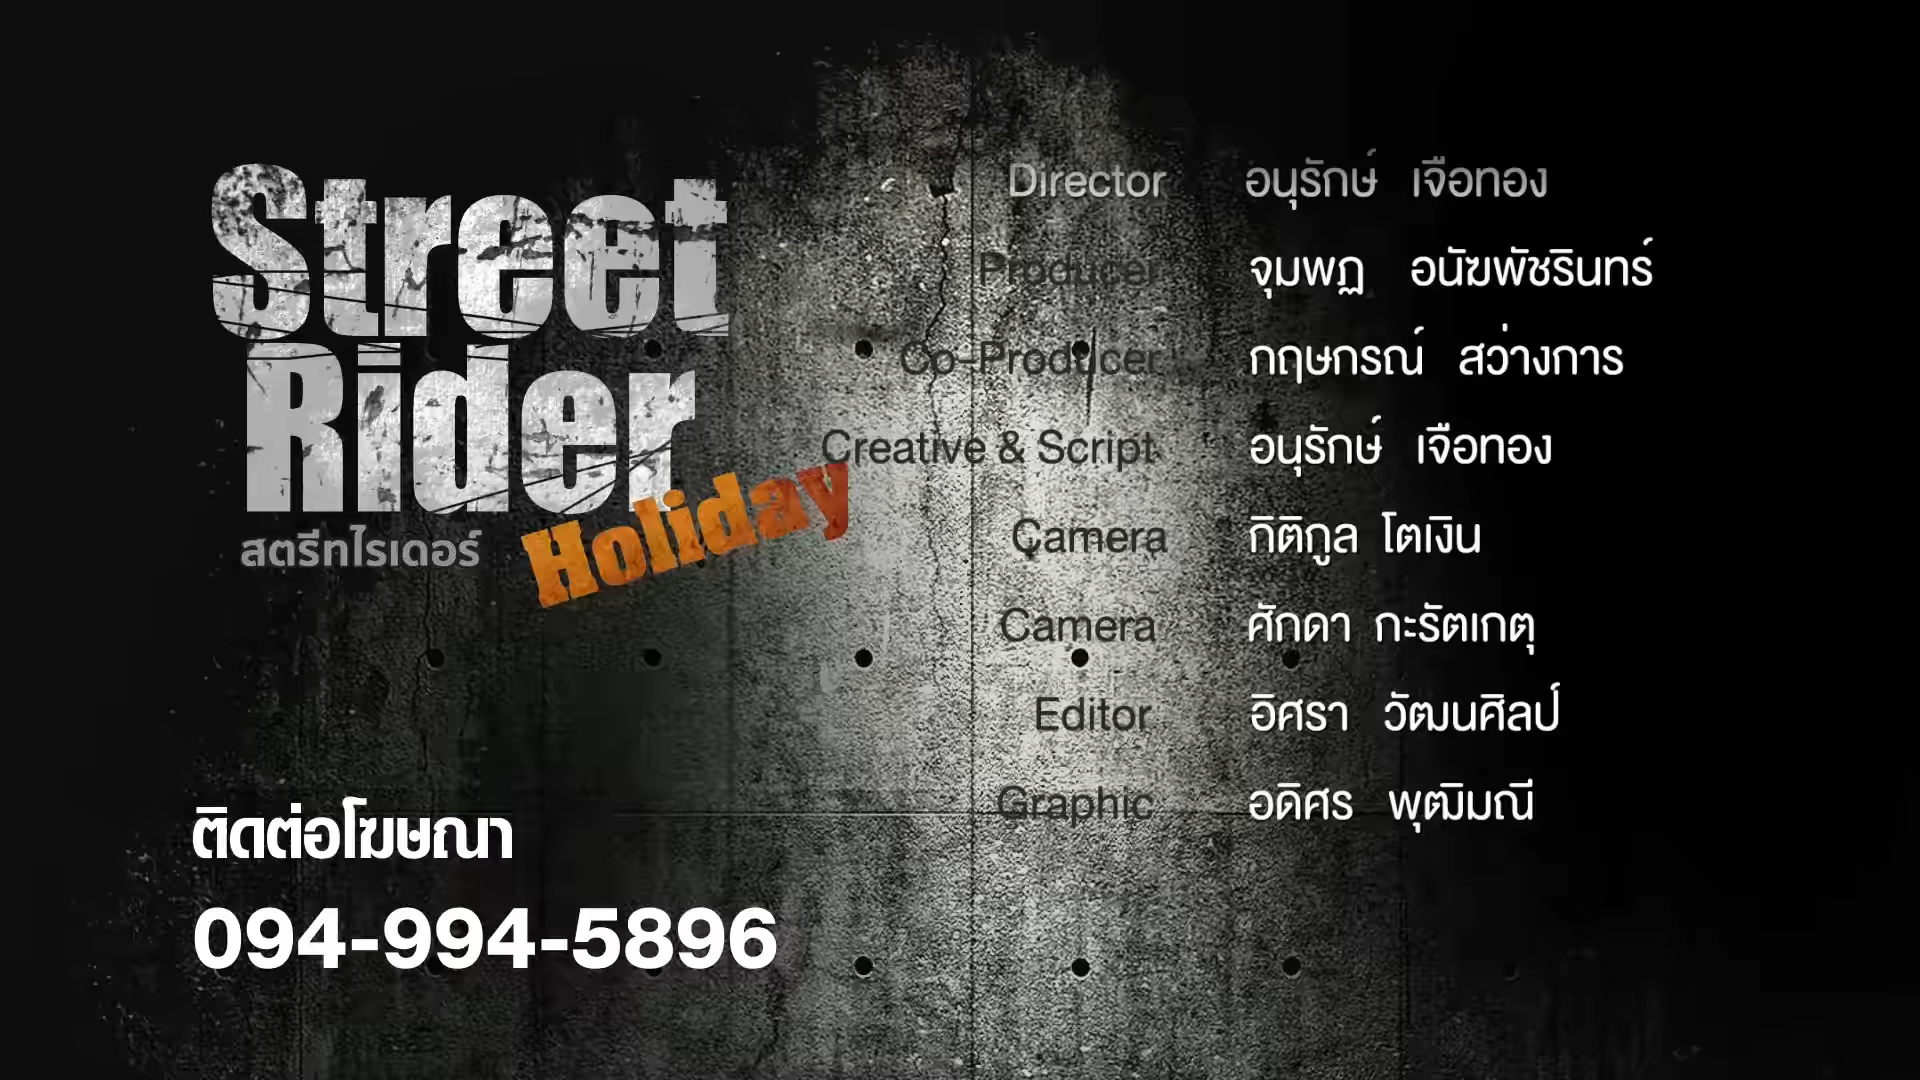 Street
Rider
Holiday
สตรีทไรเดอร์
Director อนุรักษ์ เจือทอง
Producer จุมพฏ อนัฆพัชรินทร์
Co-Producer กฤษกรณ์ สว่างการ
Creative & Script อนุรักษ์ เจือทอง
Camera กิติกูล โตเงิน
Camera ศักดา กะรัตเกตุ
Editor อิศรา วัฒนศิลป์
Graphic อดิศร พุฒิมณี
ติดต่อโฆษณา
094-994-5896